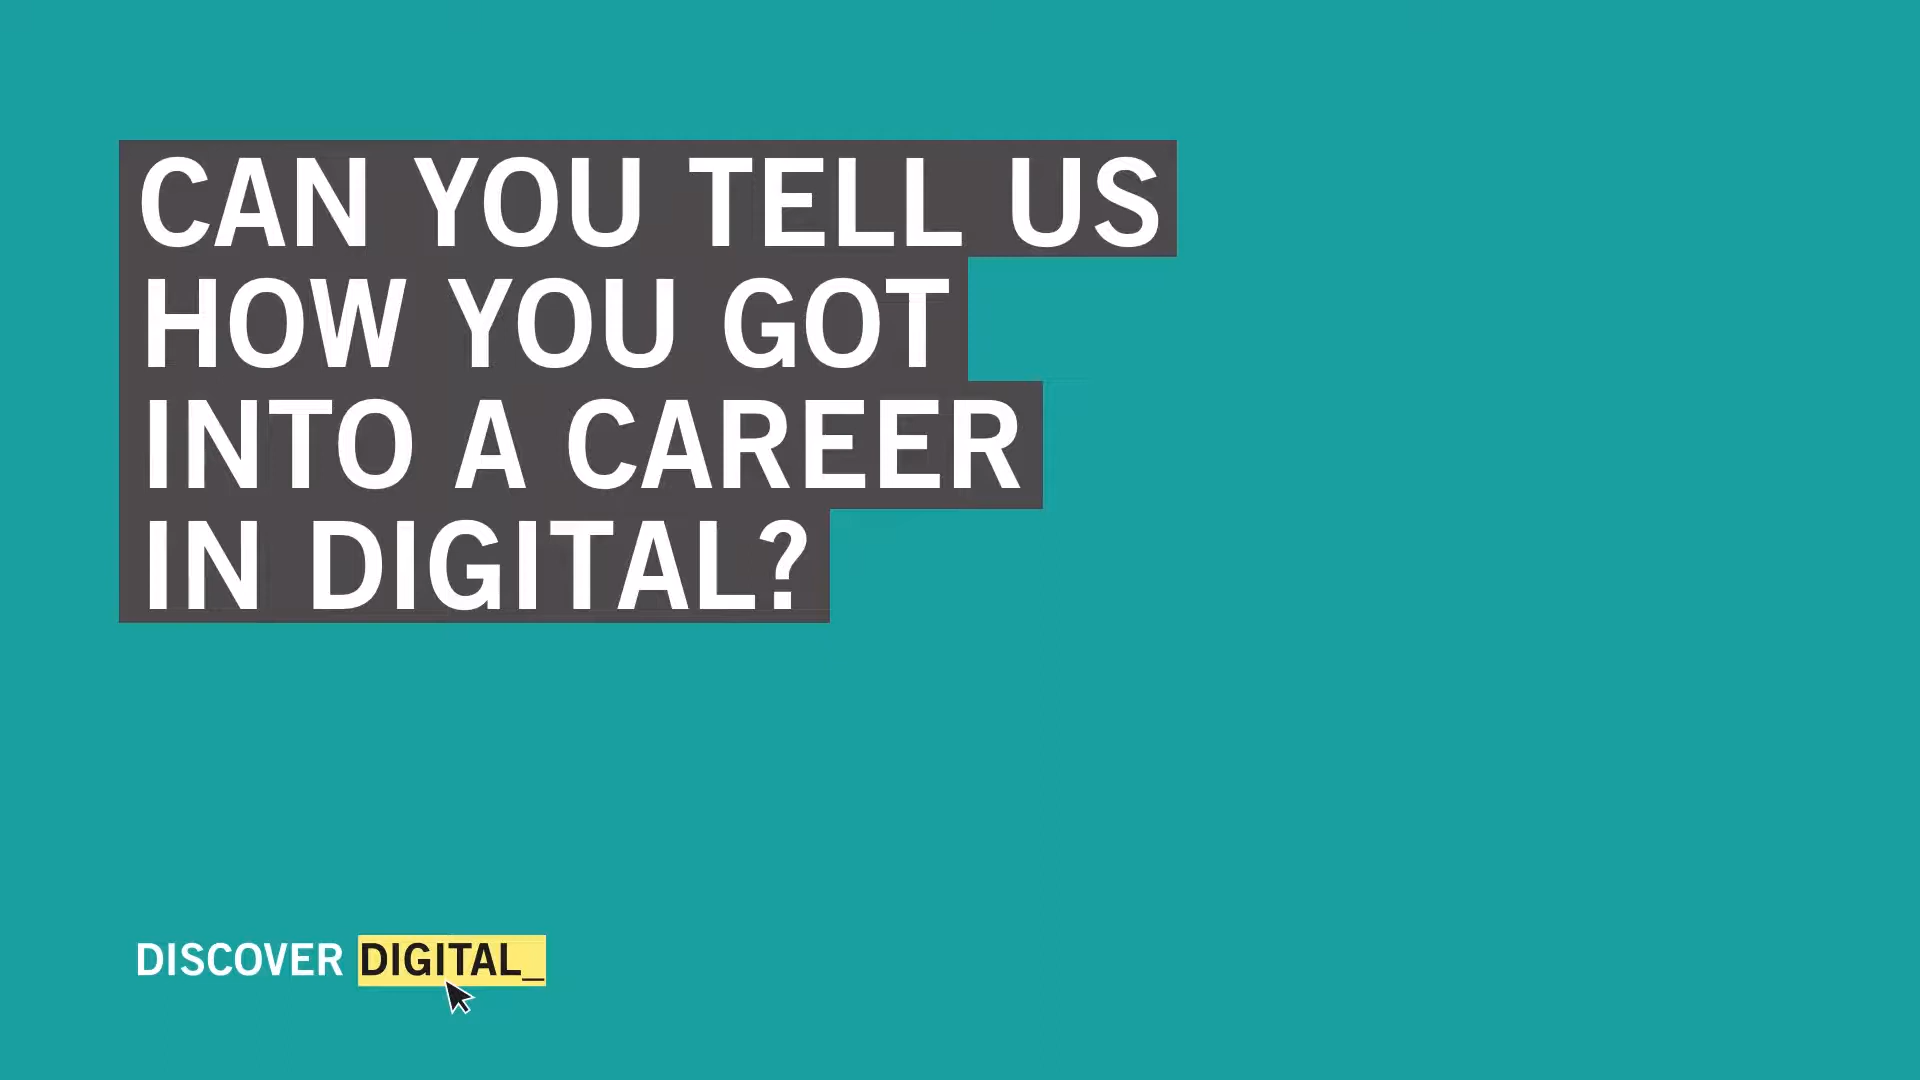 CAN YOU TELL US
HOW YOU GOT
INTO A CAREER
IN DIGITAL?
DISCOVER DIGITAL_